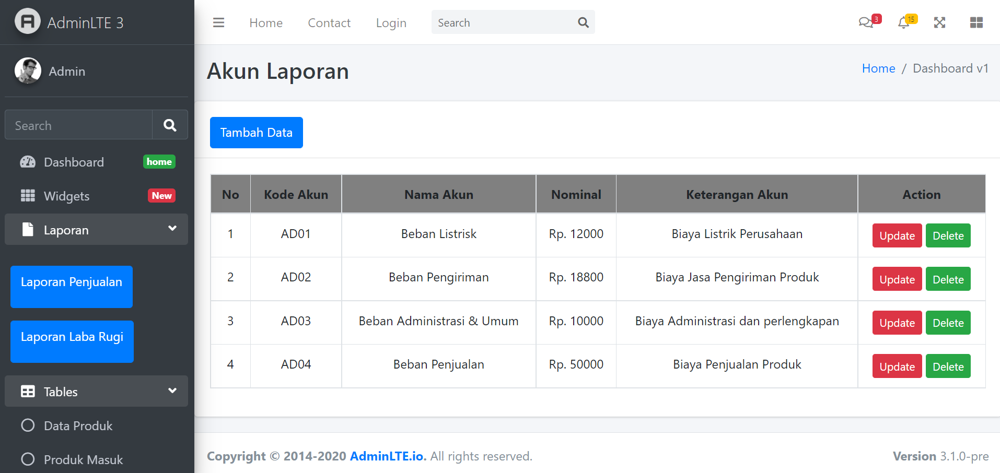 AdminLTE 3
Admin
Search
Dashboard home
Widgets New
Laporan
Laporan Penjualan
Laporan Laba Rugi
Tables
Data Produk
Produk Masuk
Home Contact Login Search 3 15
Akun Laporan
Home / Dashboard v1
Tambah Data
No Kode Akun Nama Akun Nominal Keterangan Akun Action
1 AD01 Beban Listrisk Rp. 12000 Biaya Listrik Perusahaan Update Delete
2 AD02 Beban Pengiriman Rp. 18800 Biaya Jasa Pengiriman Produk Update Delete
3 AD03 Beban Administrasi & Umum Rp. 10000 Biaya Administrasi dan perlengkapan Update Delete
4 AD04 Beban Penjualan Rp. 50000 Biaya Penjualan Produk Update Delete
Copyright © 2014-2020 AdminLTE.io. All rights reserved.
Version 3.1.0-pre